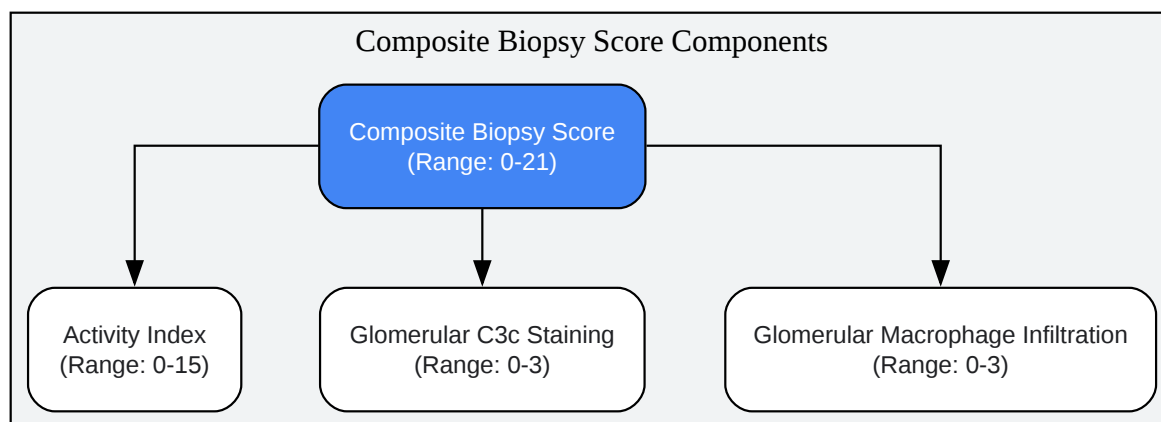 Composite Biopsy Score Components
Composite Biopsy Score
(Range: 0-21)
Activity Index
(Range: 0-15)
Glomerular C3c Staining
(Range: 0-3)
Glomerular Macrophage Infiltration
(Range: 0-3)